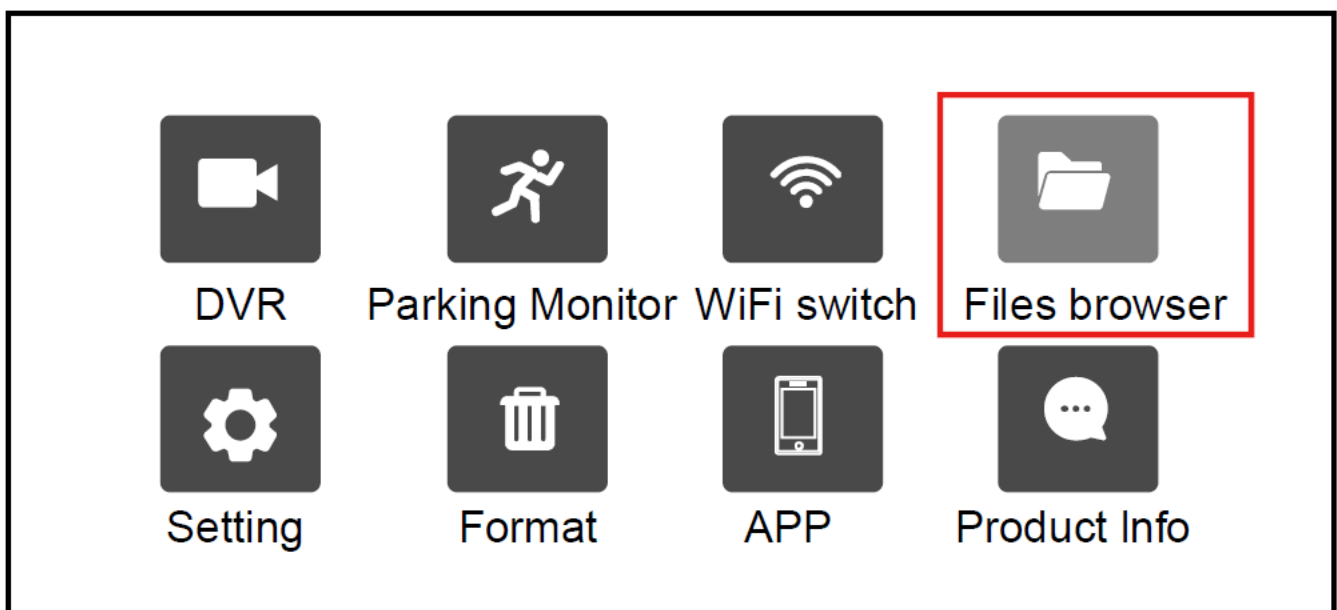 DVR Parking Monitor WiFi switch Files browser
Setting Format APP Product Info